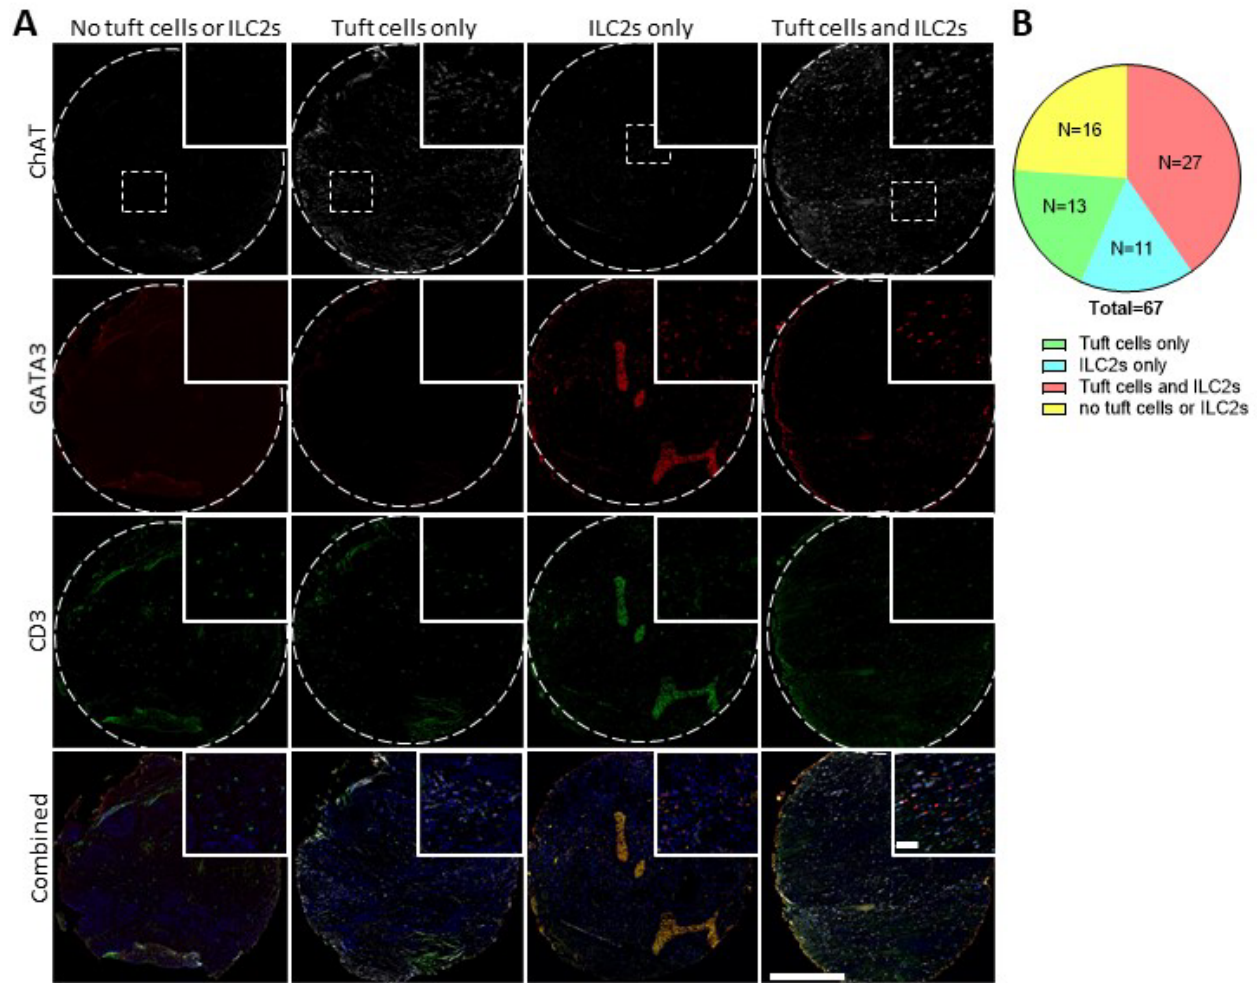 A
No tuft cells or ILC2s
Tuft cells only
ILC2s only
Tuft cells and ILC2s
ChAT
GATA3
CD3
Combined
B
N=16
N=27
N=13
N=11
Total=67
Tuft cells only
ILC2s only
Tuft cells and ILC2s
no tuft cells or ILC2s